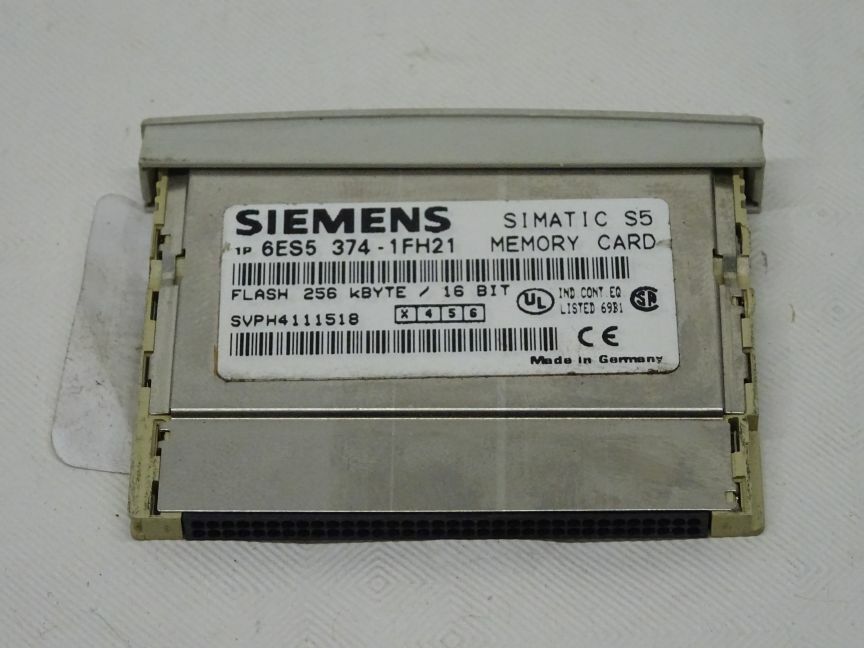 SIEMENS SIMATIC S5
1P 6ES5 374-1FH21 MEMORY CARD
FLASH 256 kBYTE / 16 BIT
UL IND CONT EQ SA
LISTED 69B1
SVPH4111518 X 4 5 6
CE
Made in Germany